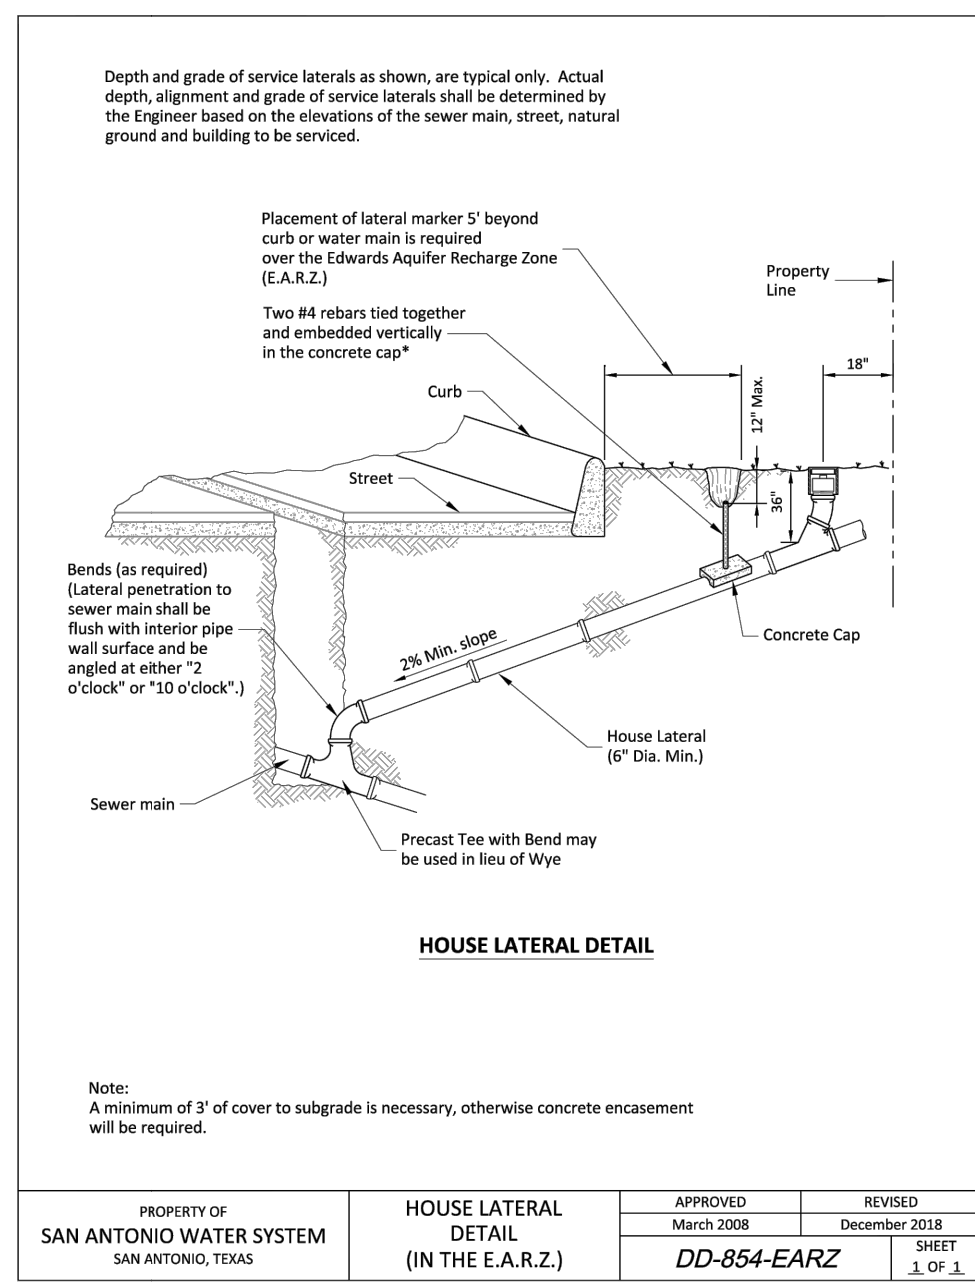 Depth and grade of service laterals as shown, are typical only.  Actual
depth, alignment and grade of service laterals shall be determined by
the Engineer based on the elevations of the sewer main, street, natural
ground and building to be serviced.
Placement of lateral marker 5' beyond
curb or water main is required
over the Edwards Aquifer Recharge Zone
(E.A.R.Z.)
Property
Line
Two #4 rebars tied together
and embedded vertically
in the concrete cap*
18"
12" Max.
Curb
Street
36"
Bends (as required)
(Lateral penetration to
sewer main shall be
flush with interior pipe
wall surface and be
angled at either "2
o'clock" or "10 o'clock".)
2% Min. slope
Concrete Cap
House Lateral
(6" Dia. Min.)
Sewer main
Precast Tee with Bend may
be used in lieu of Wye
HOUSE LATERAL DETAIL
Note:
A minimum of 3' of cover to subgrade is necessary, otherwise concrete encasement
will be required.
PROPERTY OF
SAN ANTONIO WATER SYSTEM
SAN ANTONIO, TEXAS
HOUSE LATERAL
DETAIL
(IN THE E.A.R.Z.)
APPROVED
March 2008
REVISED
December 2018
DD-854-EARZ
SHEET
1 OF 1